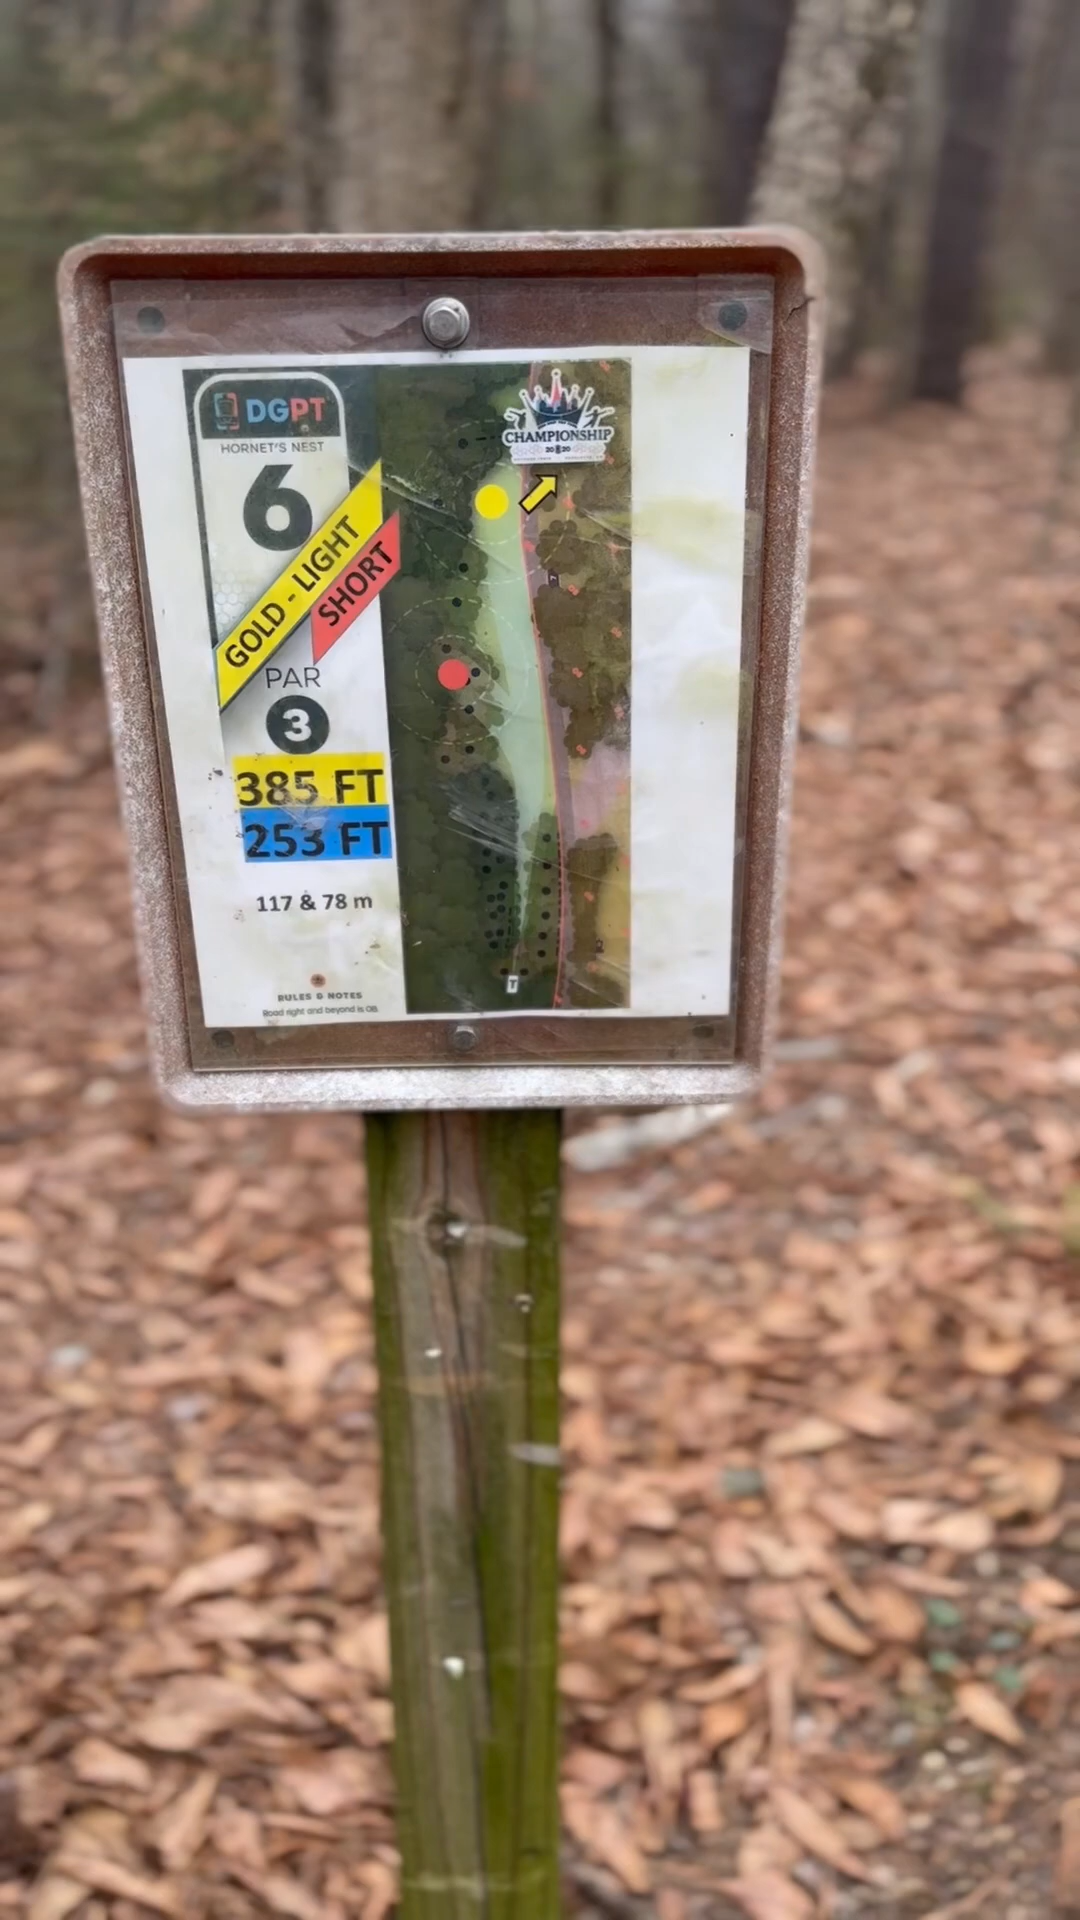 DGPT
HORNET'S NEST
6
GOLD - LIGHT
SHORT
PAR
3
385 FT
253 FT
117 & 78 m
RULES & NOTES
Road right and beyond is OB.
CHAMPIONSHIP
2020
T